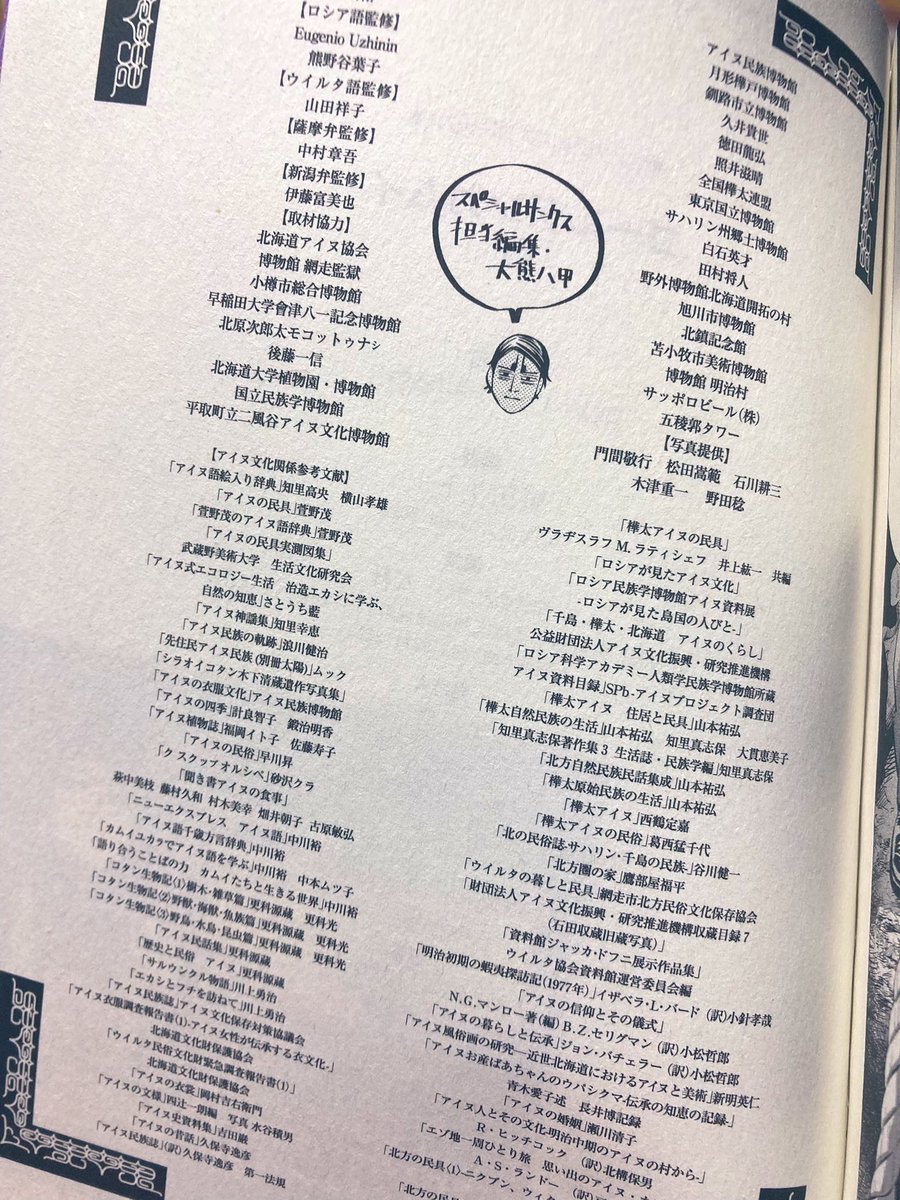 【ロシア語監修】
Eugenio Uzhinin
熊野谷葉子
【ウイルタ語監修】
山田祥子
【薩摩弁監修】
中村章吾
【新潟弁監修】
伊藤富美也
【取材協力】
北海道アイヌ協会
博物館 網走監獄
小樽市総合博物館
早稲田大学會津八一記念博物館
北原次郎太モコットゥナㇱ
後藤一信
北海道大学植物園・博物館
国立民族学博物館
平取町立二風谷アイヌ文化博物館
アイヌ民族博物館
月形樺戸博物館
釧路市立博物館
久井貴世
徳田龍弘
照井滋晴
全国樺太連盟
東京国立博物館
サハリン州郷土博物館
白石英才
田村将人
野外博物館北海道開拓の村
旭川市博物館
北鎮記念館
苫小牧市美術博物館
博物館 明治村
サッポロビール(株)
五稜郭タワー
【写真提供】
門間敬行 松田嵩範 石川耕三
木津重一 野田稔
スペシャルサンクス
担当編集・
大熊八甲
【アイヌ文化関係参考文献】
「アイヌ語絵入り辞典」知里高央 横山孝雄
「アイヌの民具」萱野茂
「萱野茂のアイヌ語辞典」萱野茂
「アイヌの民具実測図集」
武蔵野美術大学 生活文化研究会
「アイヌ式エコロジー生活 治造エカシに学ぶ、
自然の知恵」さとうち藍
「アイヌ神謡集」知里幸恵
「アイヌ民族の軌跡」浪川健治
「先住民アイヌ民族(別冊太陽)」ムック
「シラオイコタン木下清蔵遺作写真集」
「アイヌの衣服文化」アイヌ民族博物館
「アイヌの四季」計良智子 鍛治明香
「アイヌ植物誌」福岡イト子 佐藤寿子
「アイヌの民俗」早川昇
「ク スクップオルシペ」砂沢クラ
「聞き書アイヌの食事」
萩中美枝 藤村久和 村木美幸 畑井朝子 古原敏弘
「ニューエクスプレス アイヌ語」中川裕
「アイヌ語千歳方言辞典」中川裕
「カムイユカㇻでアイヌ語を学ぶ」中川裕 中本ムツ子
「語り合うことばの力 カムイたちと生きる世界」中川裕
「コタン生物記(1)樹木・雑草篇」更科源蔵 更科光
「コタン生物記(2)野獣・海獣・魚族篇」更科源蔵 更科光
「コタン生物記(3)野鳥・水鳥・昆虫篇」更科源蔵 更科光
「アイヌ民話集」更科源蔵
「歴史と民俗 アイヌ」更科源蔵
「サルウンクル物語」川上勇治
「エカシとフチを訪ねて」川上勇治
「アイヌ民族誌」アイヌ文化保存対策協議会
「アイヌ衣服調査報告書(1)-アイヌ女性が伝承する衣文化-」
北海道文化財保護協会
「ウイルタ民俗文化財緊急調査報告書(1)」
北海道文化財保護協会
「アイヌの衣裳」岡村吉右衛門
「アイヌの文様」四辻一朗編 写真 水谷積男
「アイヌ史資料集」吉田巌
「アイヌの昔話」久保寺逸彦
「アイヌ民族誌」(訳)久保寺逸彦 第一法規
「樺太アイヌの民具」
ヴラヂスラフM.ラティシェフ 井上紘一 共編
「ロシアが見たアイヌ文化」
「ロシア民族学博物館アイヌ資料展
-ロシアが見た島国の人びと-」
「千島・樺太・北海道 アイヌのくらし」
公益財団法人アイヌ文化振興・研究推進機構
「ロシア科学アカデミー人類学民族学博物館所蔵
アイヌ資料目録」SPb-アイヌプロジェクト調査団
「樺太アイヌ 住居と民具」山本祐弘
「樺太自然民族の生活」山本祐弘 知里真志保 大貫恵美子
「知里真志保著作集3 生活誌・民族学編」知里真志保
「北方自然民族民話集成」山本祐弘
「樺太原始民族の生活」山本祐弘
「樺太アイヌ」西鶴定嘉
「樺太アイヌの民俗」葛西猛千代
「北の民俗誌-サハリン・千島の民族-」谷川健一
「北方圏の家」鷹部屋福平
「ウイルタの暮しと民具」網走市北方民俗文化保存協会
「財団法人アイヌ文化振興・研究推進機構収蔵目録7
(石田収蔵旧蔵写真)」
「資料館ジャッカ・ドフニ展示作品集」
ウイルタ協会資料館運営委員会編
「明治初期の蝦夷探訪記(1977年)」イザベラ・L・バード (訳)小針孝哉
「アイヌの信仰とその儀式」
N.G.マンロー著(編)B.Z.セリグマン (訳)小松哲郎
「アイヌの暮らしと伝承」ジョン・バチェラー (訳)小松哲郎
「アイヌ風俗画の研究―近世北海道におけるアイヌと美術」新明英仁
「アイヌお産ばあちゃんのウパシクマ-伝承の知恵の記録-」
青木愛子述 長井博記録
「アイヌの婚姻」瀬川清子
「アイヌ人とその文化-明治中期のアイヌの村から-」
R・ヒッチコック (訳)北構保男
「エゾ地一周ひとり旅 思い出のアイヌ・
A・S・ランドー (訳)
「北方の民具(1)ニクブン、ウィ
「北方の民